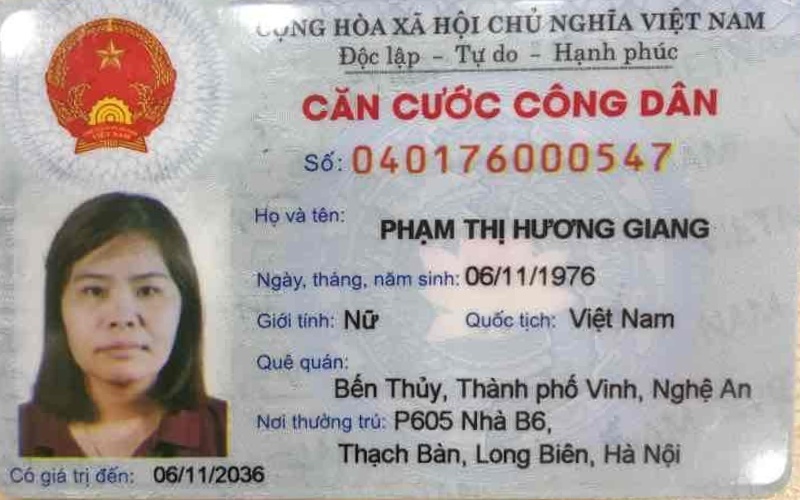 CỘNG HÒA XÃ HỘI CHỦ NGHĨA VIỆT NAM
Độc lập - Tự do - Hạnh phúc
CĂN CƯỚC CÔNG DÂN
Số: 040176000547
Họ và tên: PHẠM THỊ HƯƠNG GIANG
Ngày, tháng, năm sinh: 06/11/1976
Giới tính: Nữ Quốc tịch: Việt Nam
Quê quán:
Bến Thủy, Thành phố Vinh, Nghệ An
Nơi thường trú: P605 Nhà B6,
Thạch Bàn, Long Biên, Hà Nội
Có giá trị đến: 06/11/2036